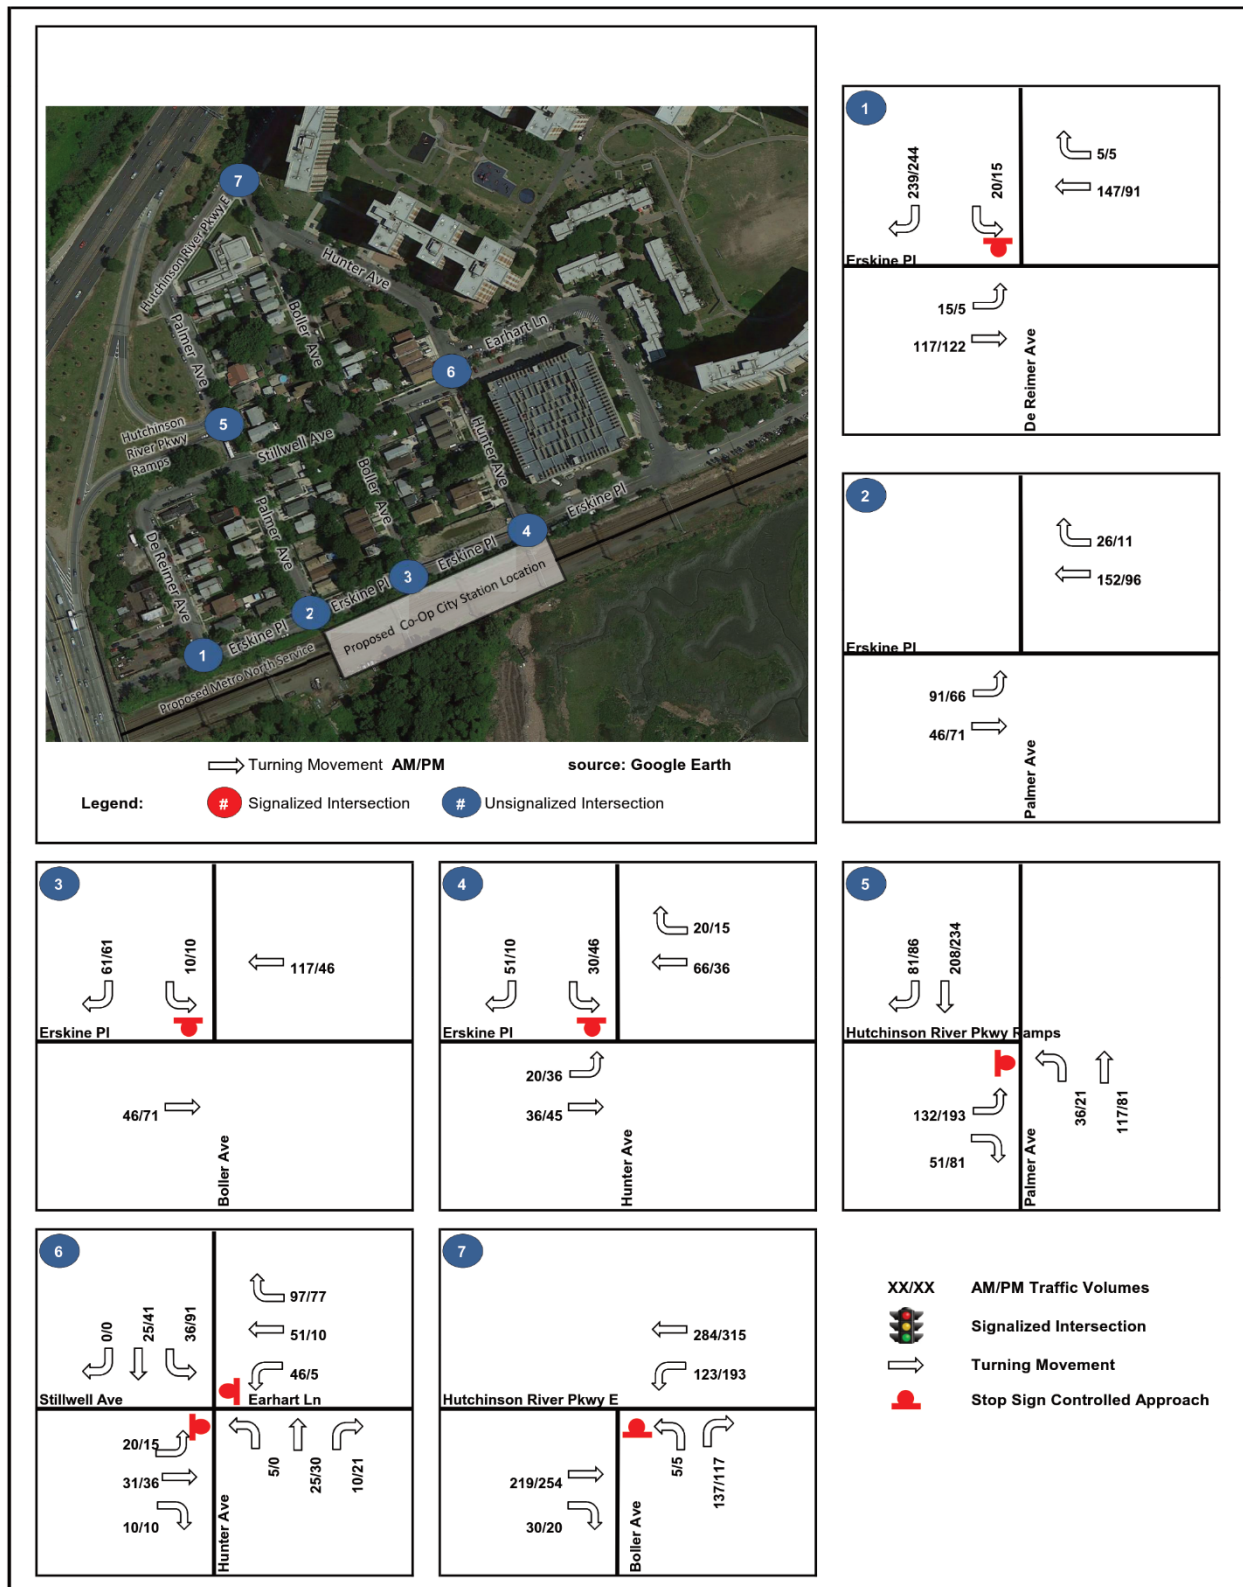 7
Hutchinson River Pkwy E
Hunter Ave
Boller Ave
Palmer Ave
Earhart Ln
6
5
Hutchinson
River Pkwy
Ramps
Stillwell Ave
Hunter Ave
Boller Ave
Palmer Ave
De Reimer Ave
Erskine Pl
4
Erskine Pl
3
Erskine Pl
2
Erskine Pl
1
Proposed Co-Op City Station Location
Proposed Metro North Service
Turning Movement AM/PM
source: Google Earth
Legend:
# Signalized Intersection
# Unsignalized Intersection
1
239/244
20/15
5/5
147/91
Erskine Pl
15/5
117/122
De Reimer Ave
2
26/11
152/96
Erskine Pl
91/66
46/71
Palmer Ave
3
61/61
10/10
117/46
Erskine Pl
46/71
Boller Ave
4
51/10
30/46
20/15
66/36
Erskine Pl
20/36
36/45
Hunter Ave
5
81/86
208/234
Hutchinson River Pkwy Ramps
132/193
51/81
36/21
117/81
Palmer Ave
6
0/0
25/41
36/91
97/77
51/10
46/5
Stillwell Ave
Earhart Ln
20/15
31/36
10/10
5/0
25/30
10/21
Hunter Ave
7
284/315
123/193
Hutchinson River Pkwy E
219/254
30/20
5/5
137/117
Boller Ave
XX/XX AM/PM Traffic Volumes
Signalized Intersection
Turning Movement
Stop Sign Controlled Approach